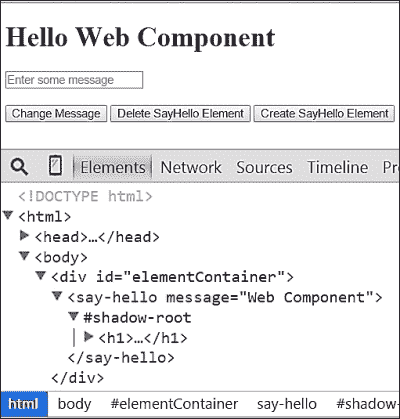 Hello Web Component
Enter some message
Change Message Delete SayHello Element Create SayHello Element
Elements Network Sources Timeline Pr
<!DOCTYPE html>
▼<html>
▶<head>…</head>
▼<body>
▼<div id="elementContainer">
▼<say-hello message="Web Component">
▼#shadow-root
▶<h1>…</h1>
</say-hello>
</div>
html body #elementContainer say-hello #shadow-